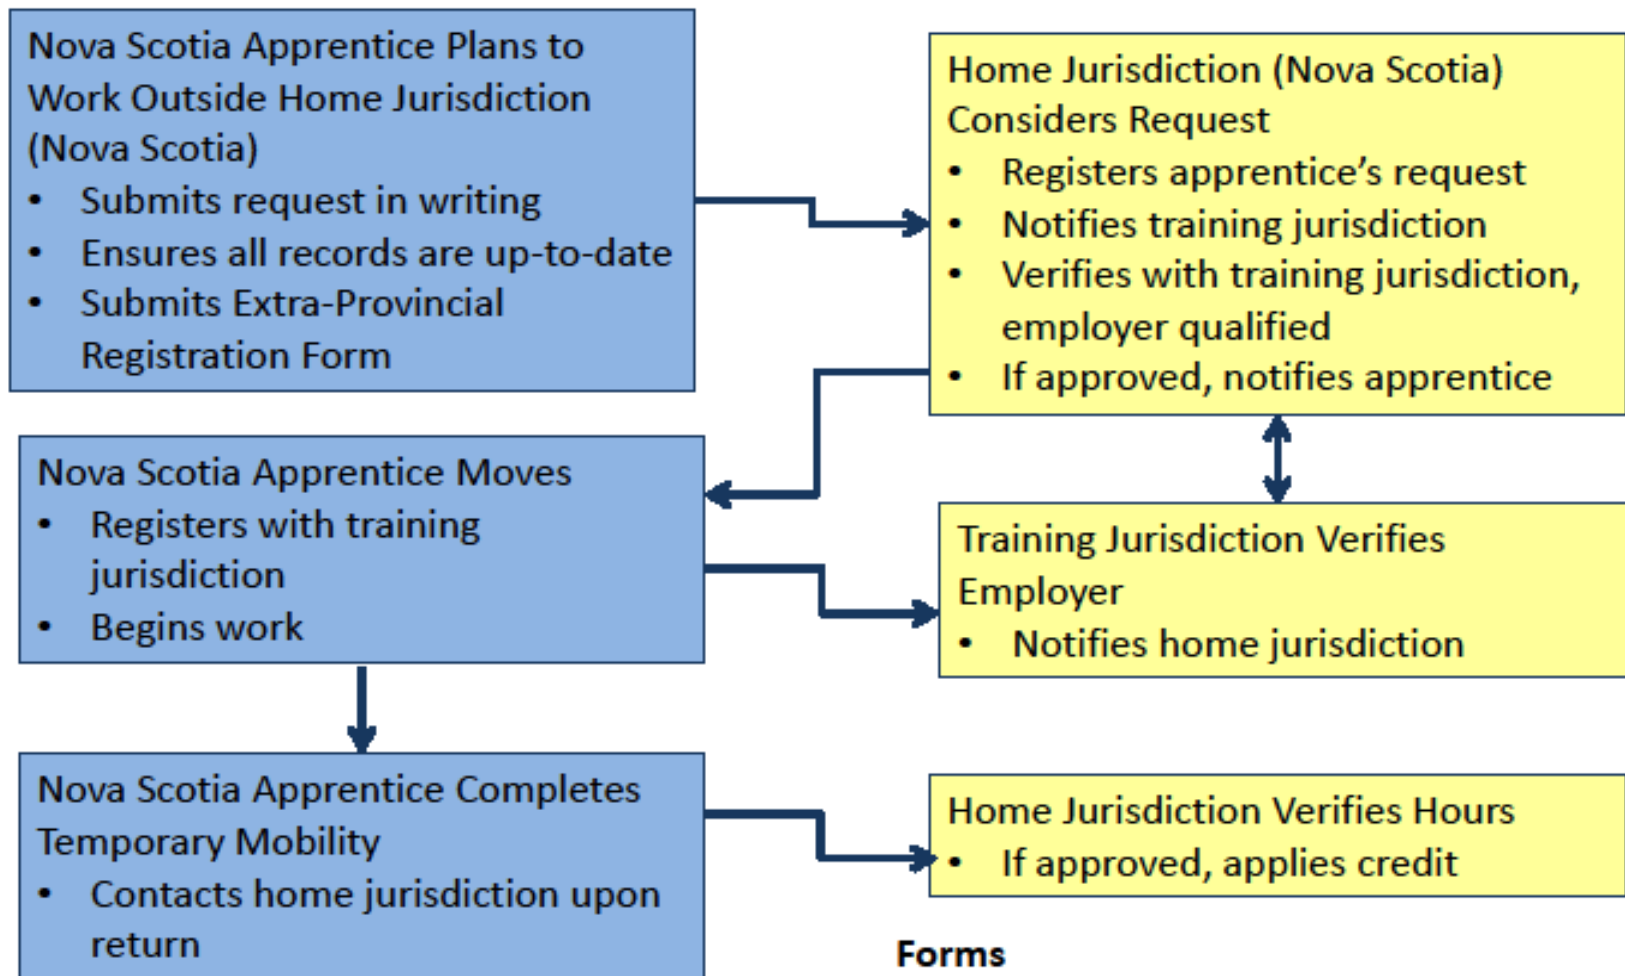 Nova Scotia Apprentice Plans to
Work Outside Home Jurisdiction
(Nova Scotia)
• Submits request in writing
• Ensures all records are up-to-date
• Submits Extra-Provincial
Registration Form
Home Jurisdiction (Nova Scotia)
Considers Request
• Registers apprentice’s request
• Notifies training jurisdiction
• Verifies with training jurisdiction,
employer qualified
• If approved, notifies apprentice
Nova Scotia Apprentice Moves
• Registers with training
jurisdiction
• Begins work
Training Jurisdiction Verifies
Employer
• Notifies home jurisdiction
Nova Scotia Apprentice Completes
Temporary Mobility
• Contacts home jurisdiction upon
return
Home Jurisdiction Verifies Hours
• If approved, applies credit
Forms